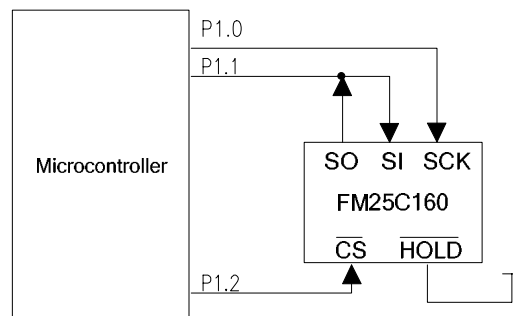 P1.0
P1.1
Microcontroller
SO SI SCK
FM25C160
CS HOLD
P1.2